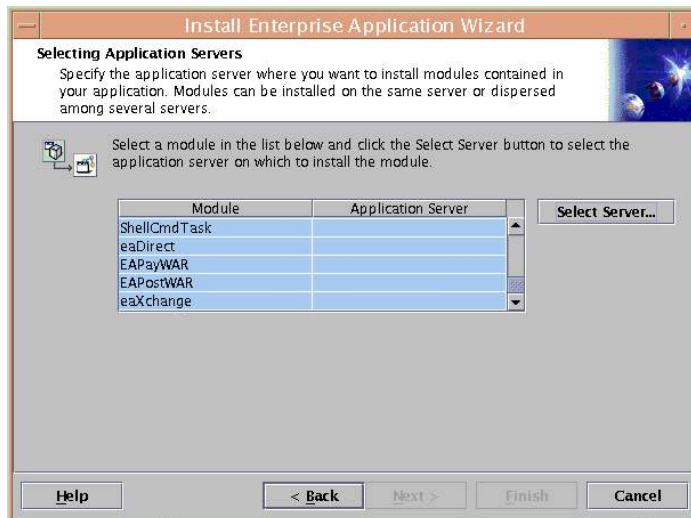 Install Enterprise Application Wizard
Selecting Application Servers
Specify the application server where you want to install modules contained in
your application. Modules can be installed on the same server or dispersed
among several servers.
Select a module in the list below and click the Select Server button to select the
application server on which to install the module.
Module Application Server
Select Server...
ShellCmdTask
eaDirect
EAPayWAR
EAPostWAR
eaXchange
Help < Back Next > Finish Cancel